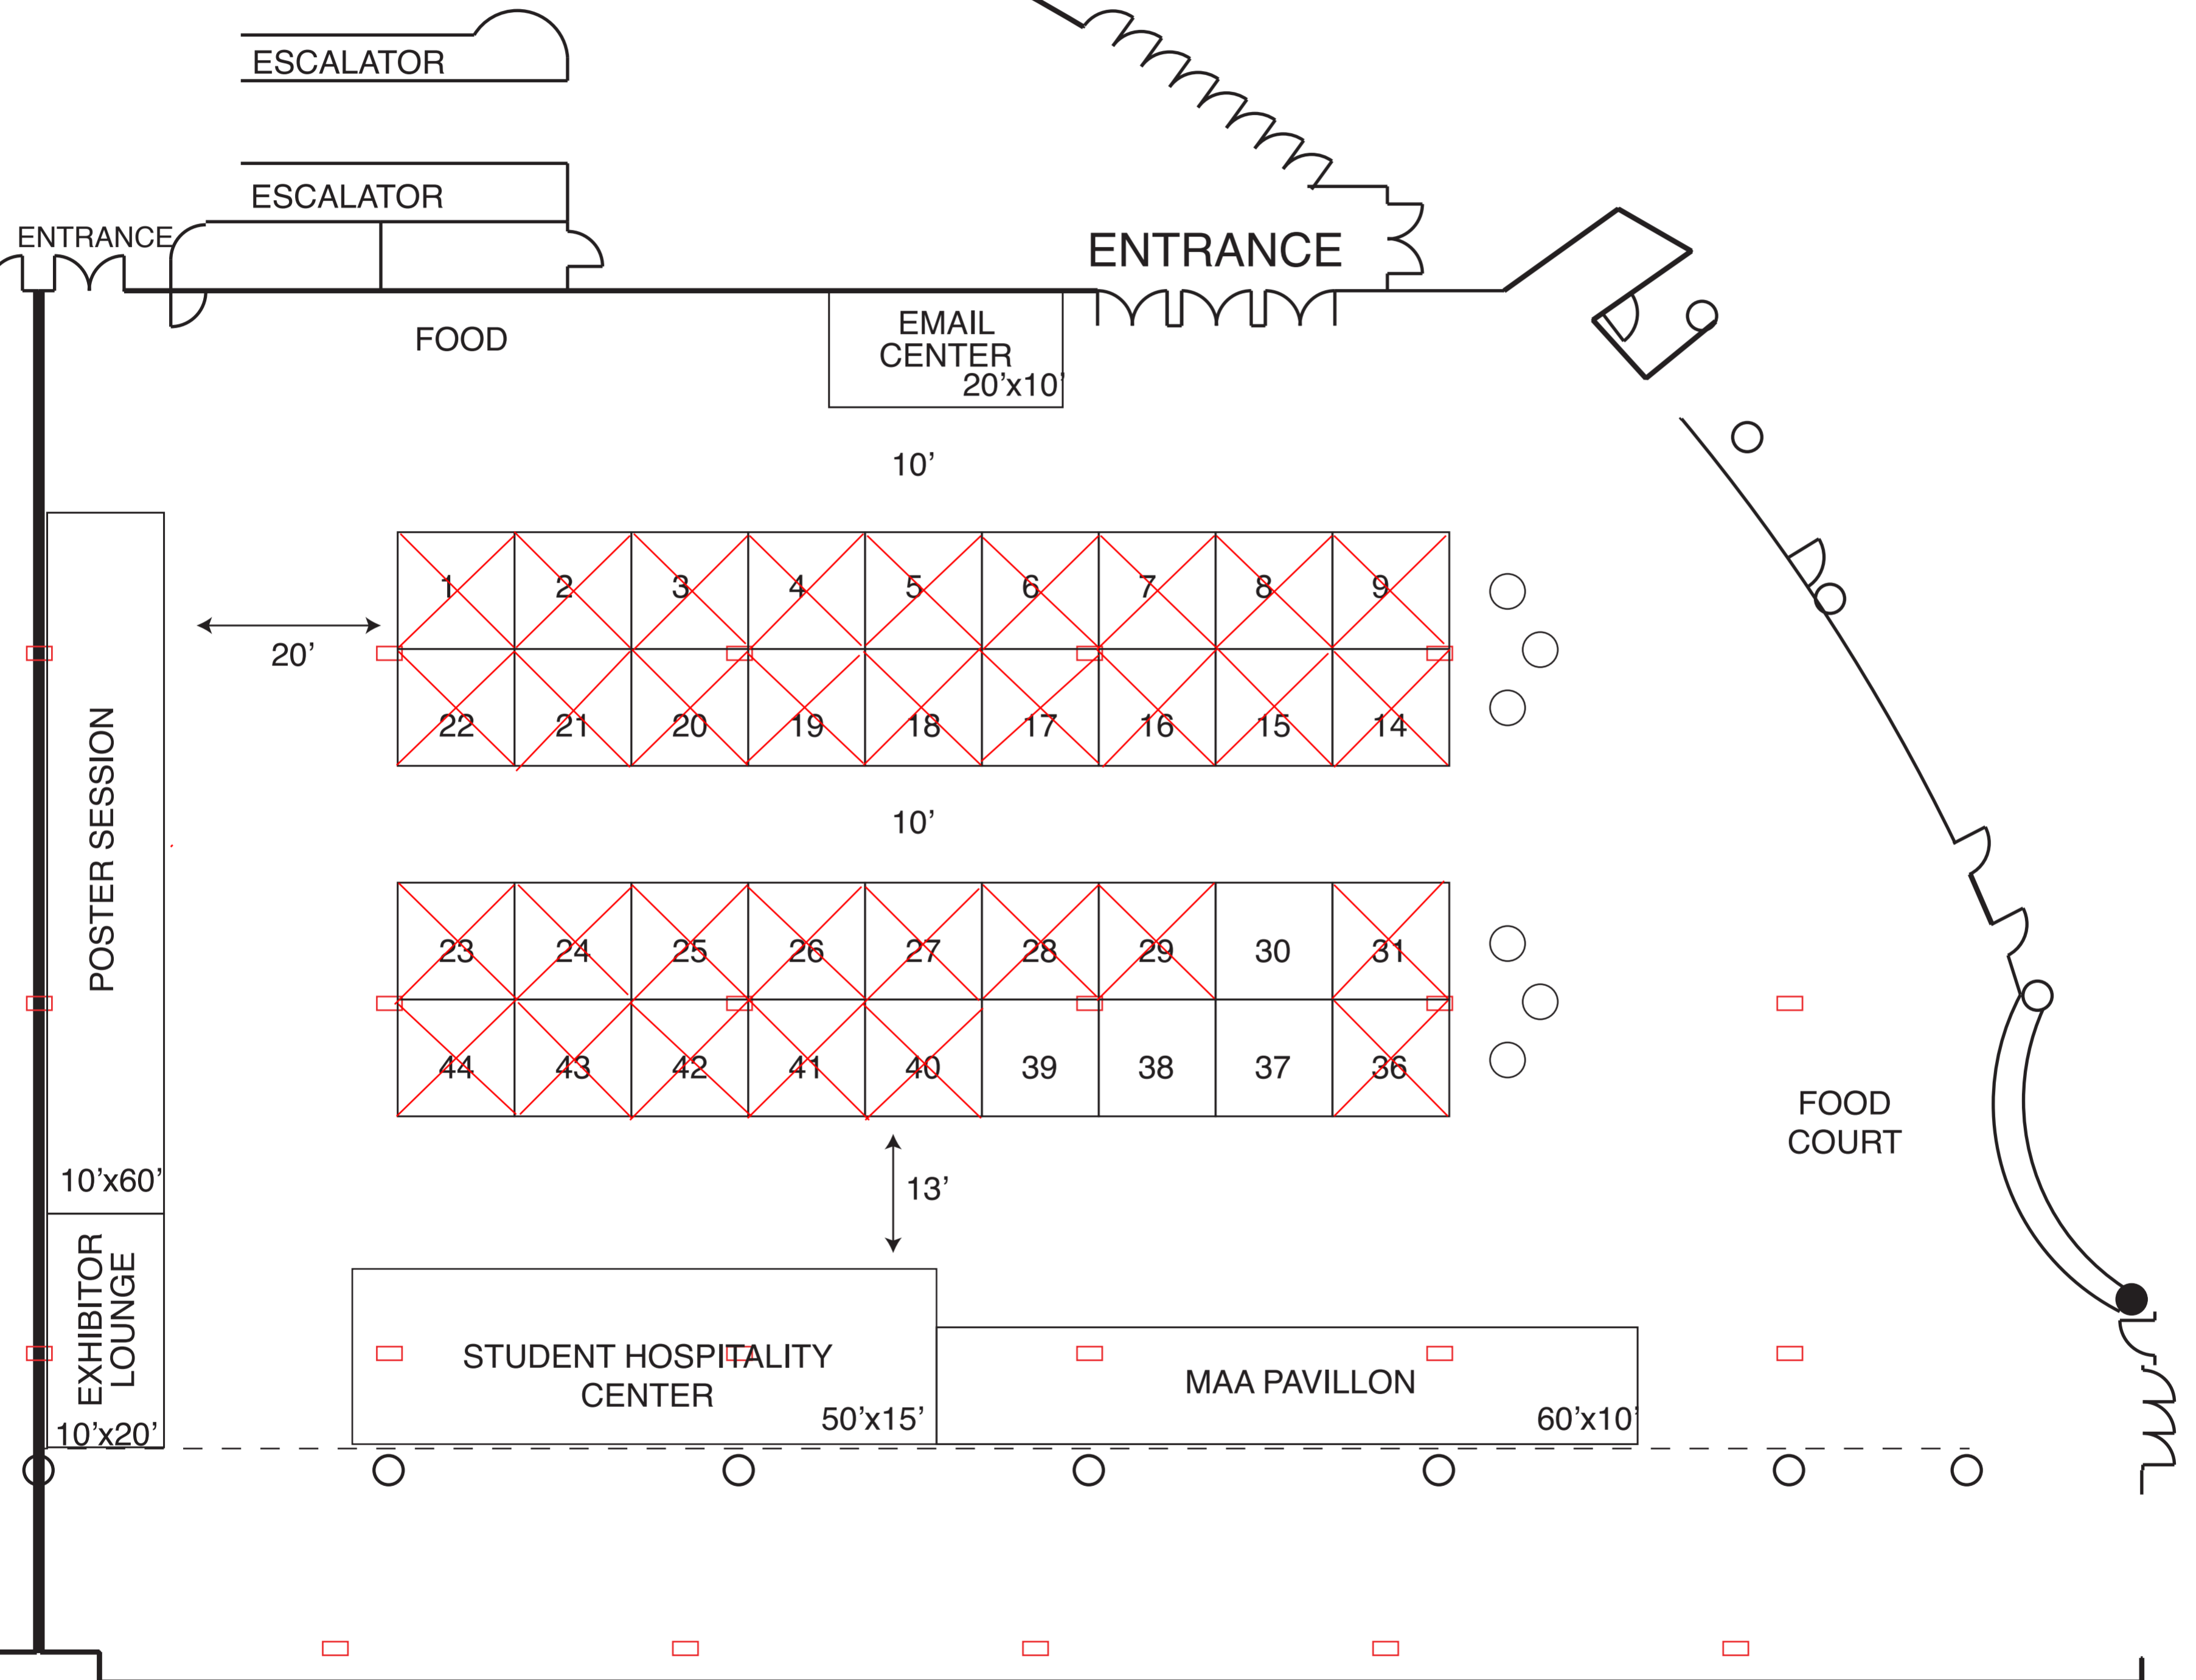 ESCALATOR
ESCALATOR
ENTRANCE
ENTRANCE
FOOD
EMAIL
CENTER
20'x10'
10'
1 2 3 4 5 6 7 8 9
20'
22 21 20 19 18 17 16 15 14
POSTER SESSION
10'x60'
10'
23 24 25 26 27 28 29 30 31
44 43 42 41 40 39 38 37 36
FOOD
COURT
13'
EXHIBITOR
LOUNGE
10'x20'
STUDENT HOSPITALITY
CENTER
50'x15'
MAA PAVILLON
60'x10'